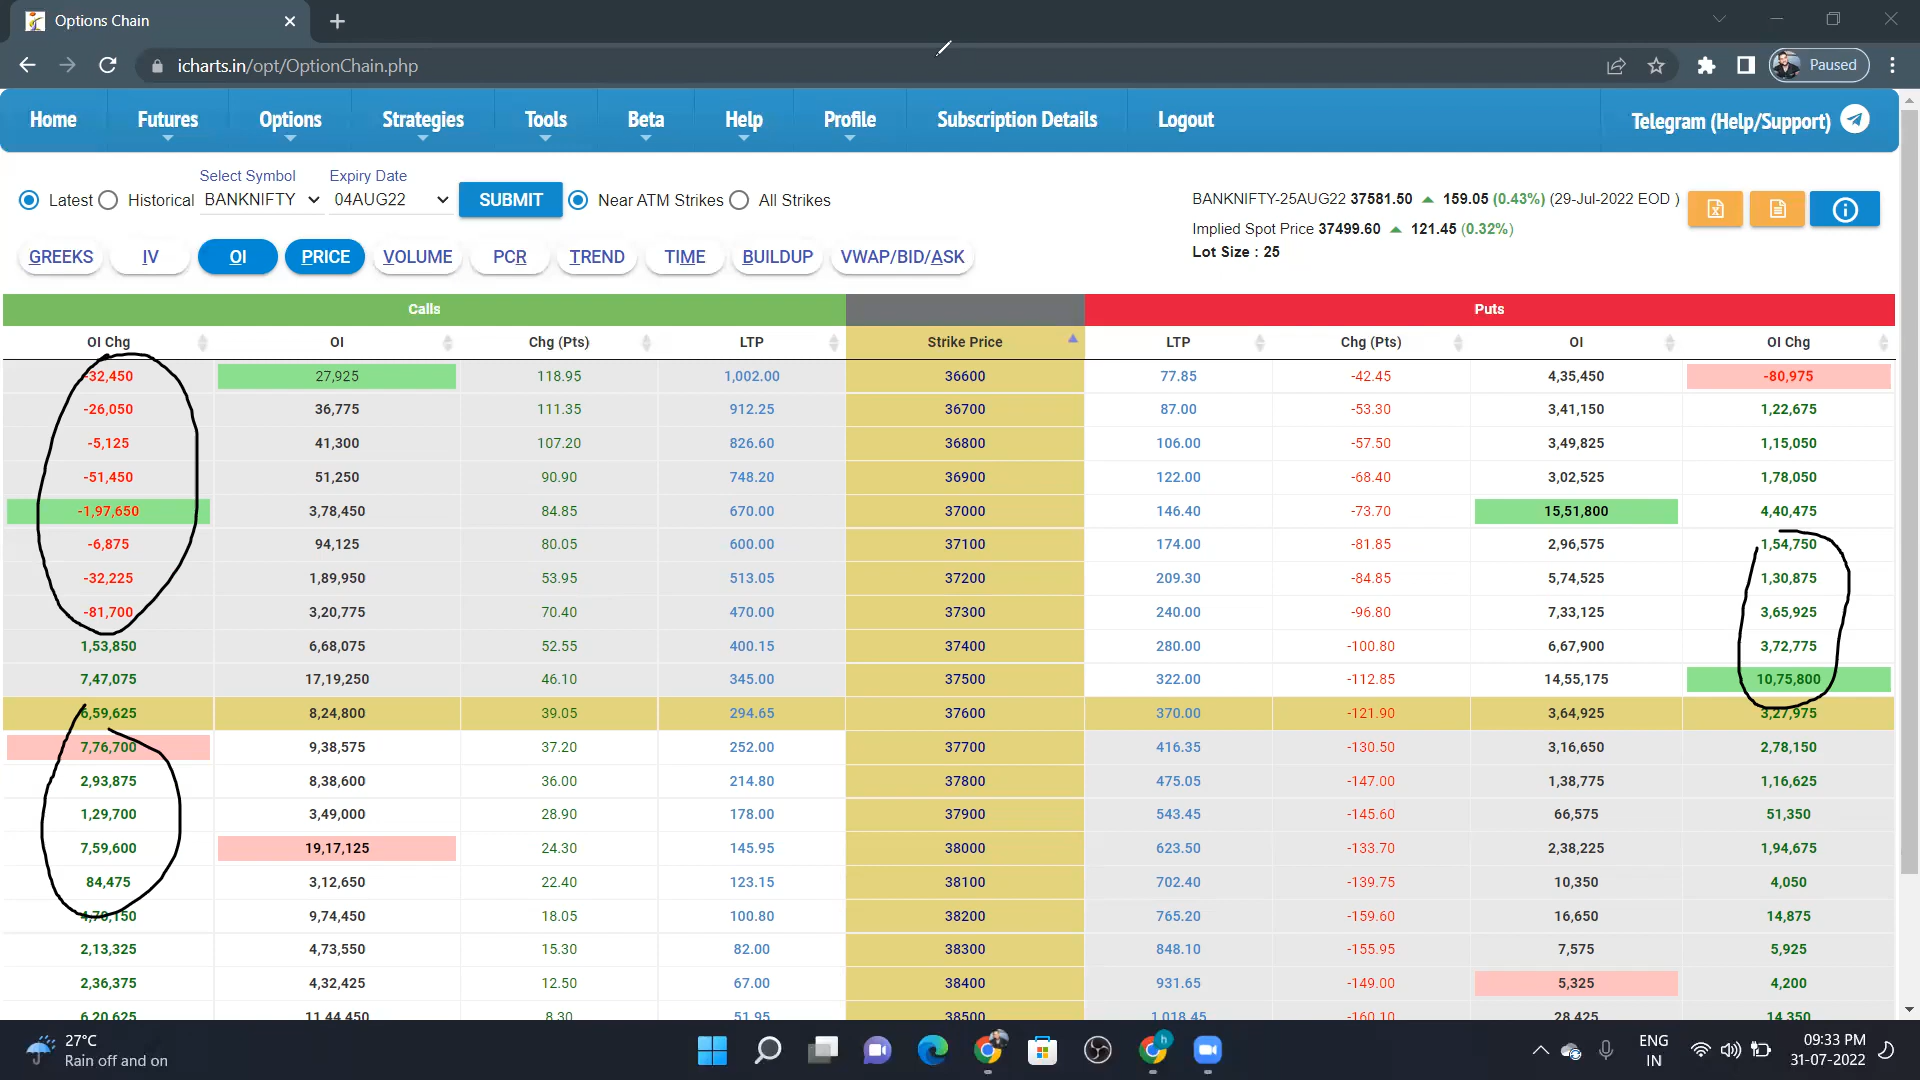 Options Chain
icharts.in/opt/OptionChain.php
Paused
Home Futures Options Strategies Tools Beta Help Profile Subscription Details Logout Telegram (Help/Support)
Select Symbol Expiry Date
Latest Historical BANKNIFTY 04AUG22 SUBMIT Near ATM Strikes All Strikes
BANKNIFTY-25AUG22 37581.50 159.05 (0.43%) (29-Jul-2022 EOD )
Implied Spot Price 37499.60 121.45 (0.32%)
Lot Size : 25
GREEKS IV OI PRICE VOLUME PCR TREND TIME BUILDUP VWAP/BID/ASK
Calls Puts
OI Chg OI Chg (Pts) LTP Strike Price LTP Chg (Pts) OI OI Chg
-32,450 27,925 118.95 1,002.00 36600 77.85 -42.45 4,35,450 -80,975
-26,050 36,775 111.35 912.25 36700 87.00 -53.30 3,41,150 1,22,675
-5,125 41,300 107.20 826.60 36800 106.00 -57.50 3,49,825 1,15,050
-51,450 51,250 90.90 748.20 36900 122.00 -68.40 3,02,525 1,78,050
-1,97,650 3,78,450 84.85 670.00 37000 146.40 -73.70 15,51,800 4,40,475
-6,875 94,125 80.05 600.00 37100 174.00 -81.85 2,96,575 1,54,750
-32,225 1,89,950 53.95 513.05 37200 209.30 -84.85 5,74,525 1,30,875
-81,700 3,20,775 70.40 470.00 37300 240.00 -96.80 7,33,125 3,65,925
1,53,850 6,68,075 52.55 400.15 37400 280.00 -100.80 6,67,900 3,72,775
7,47,075 17,19,250 46.10 345.00 37500 322.00 -112.85 14,55,175 10,75,800
6,59,625 8,24,800 39.05 294.65 37600 370.00 -121.90 3,64,925 3,27,975
7,76,700 9,38,575 37.20 252.00 37700 416.35 -130.50 3,16,650 2,78,150
2,93,875 8,38,600 36.00 214.80 37800 475.05 -147.00 1,38,775 1,16,625
1,29,700 3,49,000 28.90 178.00 37900 543.45 -145.60 66,575 51,350
7,59,600 19,17,125 24.30 145.95 38000 623.50 -133.70 2,38,225 1,94,675
84,475 3,12,650 22.40 123.15 38100 702.40 -139.75 10,350 4,050
4,70,150 9,74,450 18.05 100.80 38200 765.20 -159.60 16,650 14,875
2,13,325 4,73,550 15.30 82.00 38300 848.10 -155.95 7,575 5,925
2,36,375 4,32,425 12.50 67.00 38400 931.65 -149.00 5,325 4,200
6,20,625 11,44,450 8.30 51.95 38500 1,018.45 -160.10 28,425 14,350
27°C
Rain off and on
ENG
IN
09:33 PM
31-07-2022